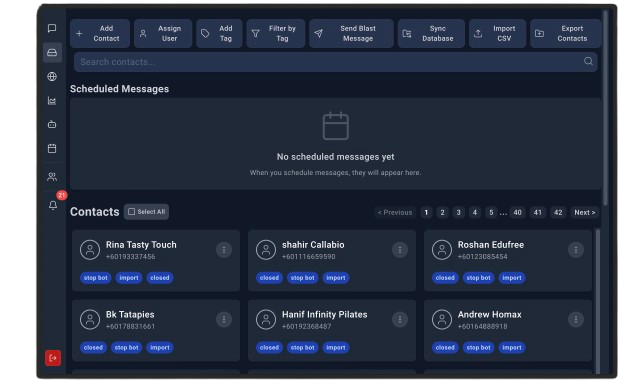 Add Contact
Assign User
Add Tag
Filter by Tag
Send Blast Message
Sync Database
Import CSV
Export Contacts
Search contacts...
Scheduled Messages
No scheduled messages yet
When you schedule messages, they will appear here.
21
Contacts Select All < Previous 1 2 3 4 5 ... 40 41 42 Next >
Rina Tasty Touch
+60193337456
stop bot import closed
shahir Callabio
+601116659590
closed stop bot import
Roshan Edufree
+60123085454
closed stop bot import
Bk Tatapies
+60178831661
closed stop bot import
Hanif Infinity Pilates
+60192368487
closed stop bot import
Andrew Homax
+60164888918
closed stop bot import